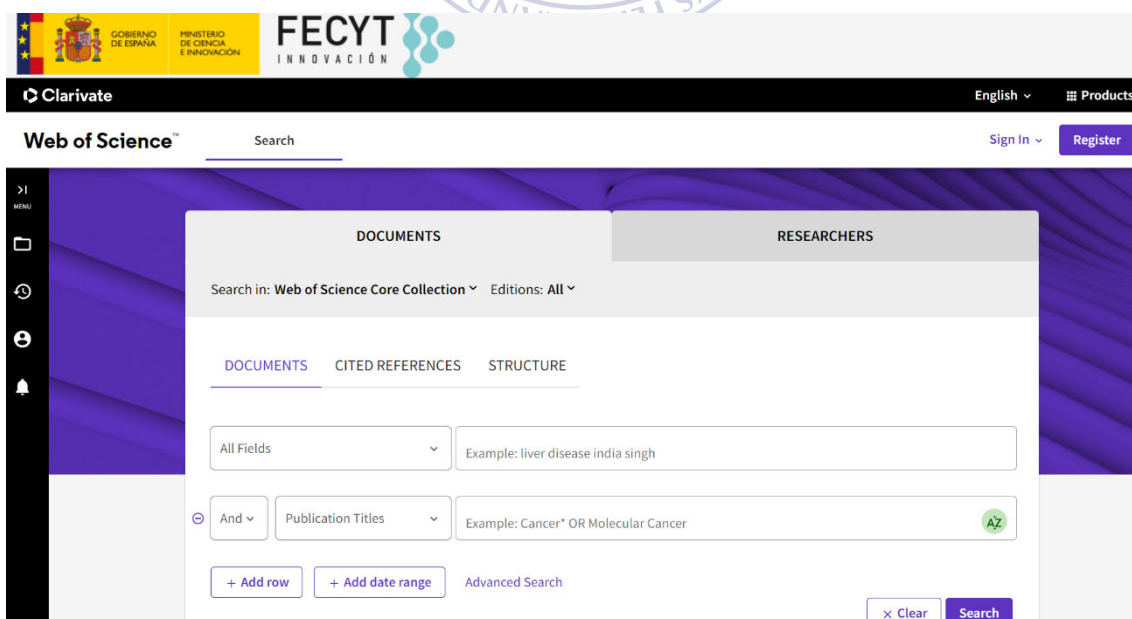 GOBIERNO DE ESPAÑA
MINISTERIO DE CIENCIA E INNOVACIÓN
FECYT
INNOVACIÓN
Clarivate
English
Products
Web of Science™
Search
Sign In
Register
MENU
DOCUMENTS
RESEARCHERS
Search in: Web of Science Core Collection Editions: All
DOCUMENTS CITED REFERENCES STRUCTURE
All Fields
Example: liver disease india singh
And
Publication Titles
Example: Cancer* OR Molecular Cancer
AZ
+ Add row
+ Add date range
Advanced Search
× Clear
Search